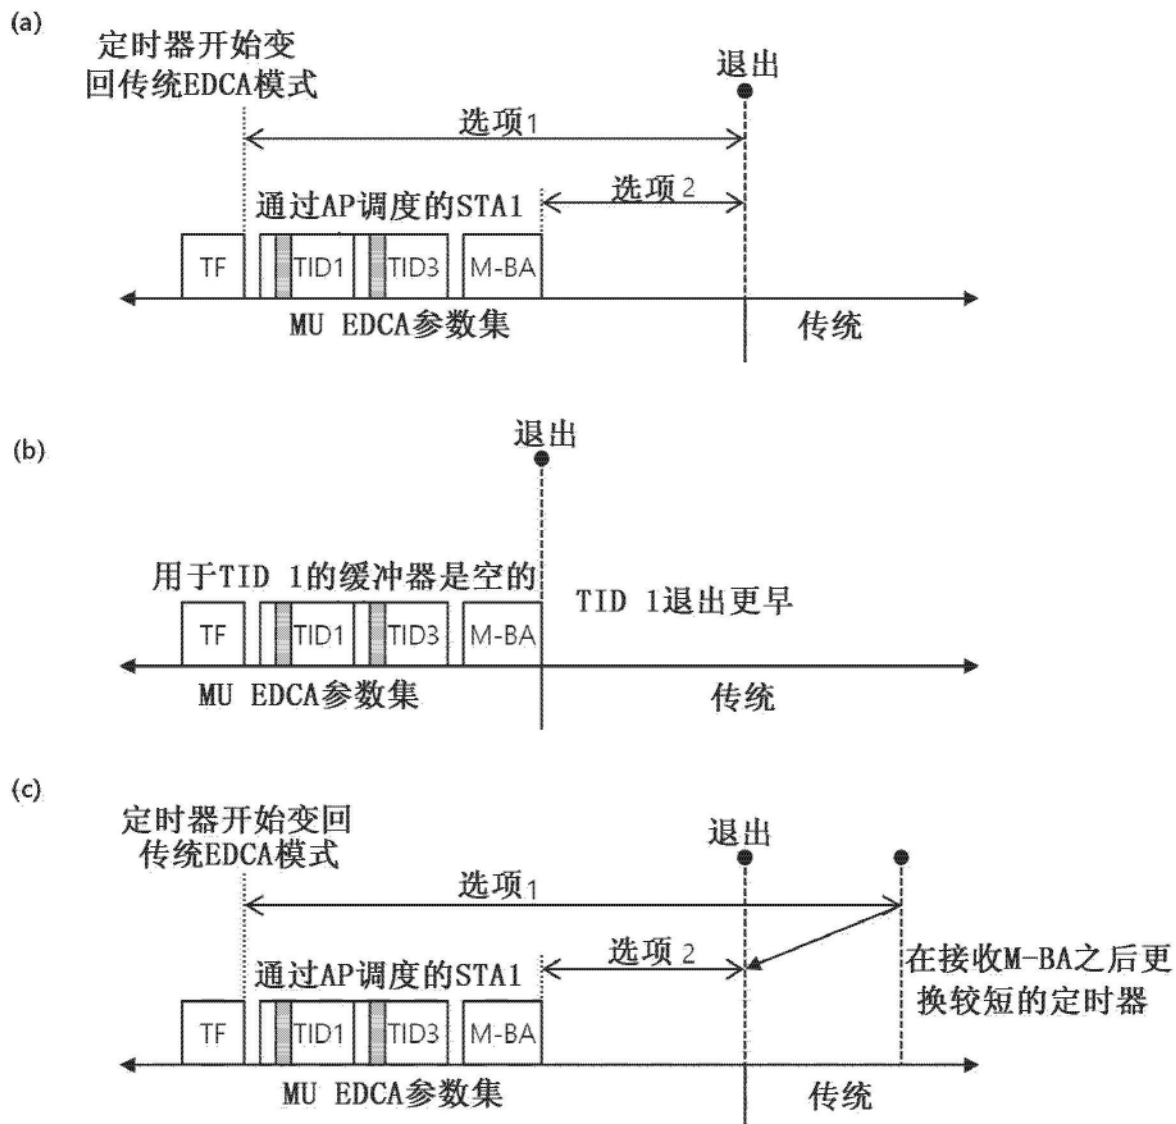 (a)
定时器开始变
回传统EDCA模式
退出
选项1
选项2
通过AP调度的STA1
TF
TID1
TID3
M-BA
MU EDCA参数集
传统
(b)
退出
用于TID 1的缓冲器是空的
TID 1退出更早
TF
TID1
TID3
M-BA
MU EDCA参数集
传统
(c)
定时器开始变回
传统EDCA模式
退出
选项1
选项2
通过AP调度的STA1
在接收M-BA之后更
换较短的定时器
TF
TID1
TID3
M-BA
MU EDCA参数集
传统